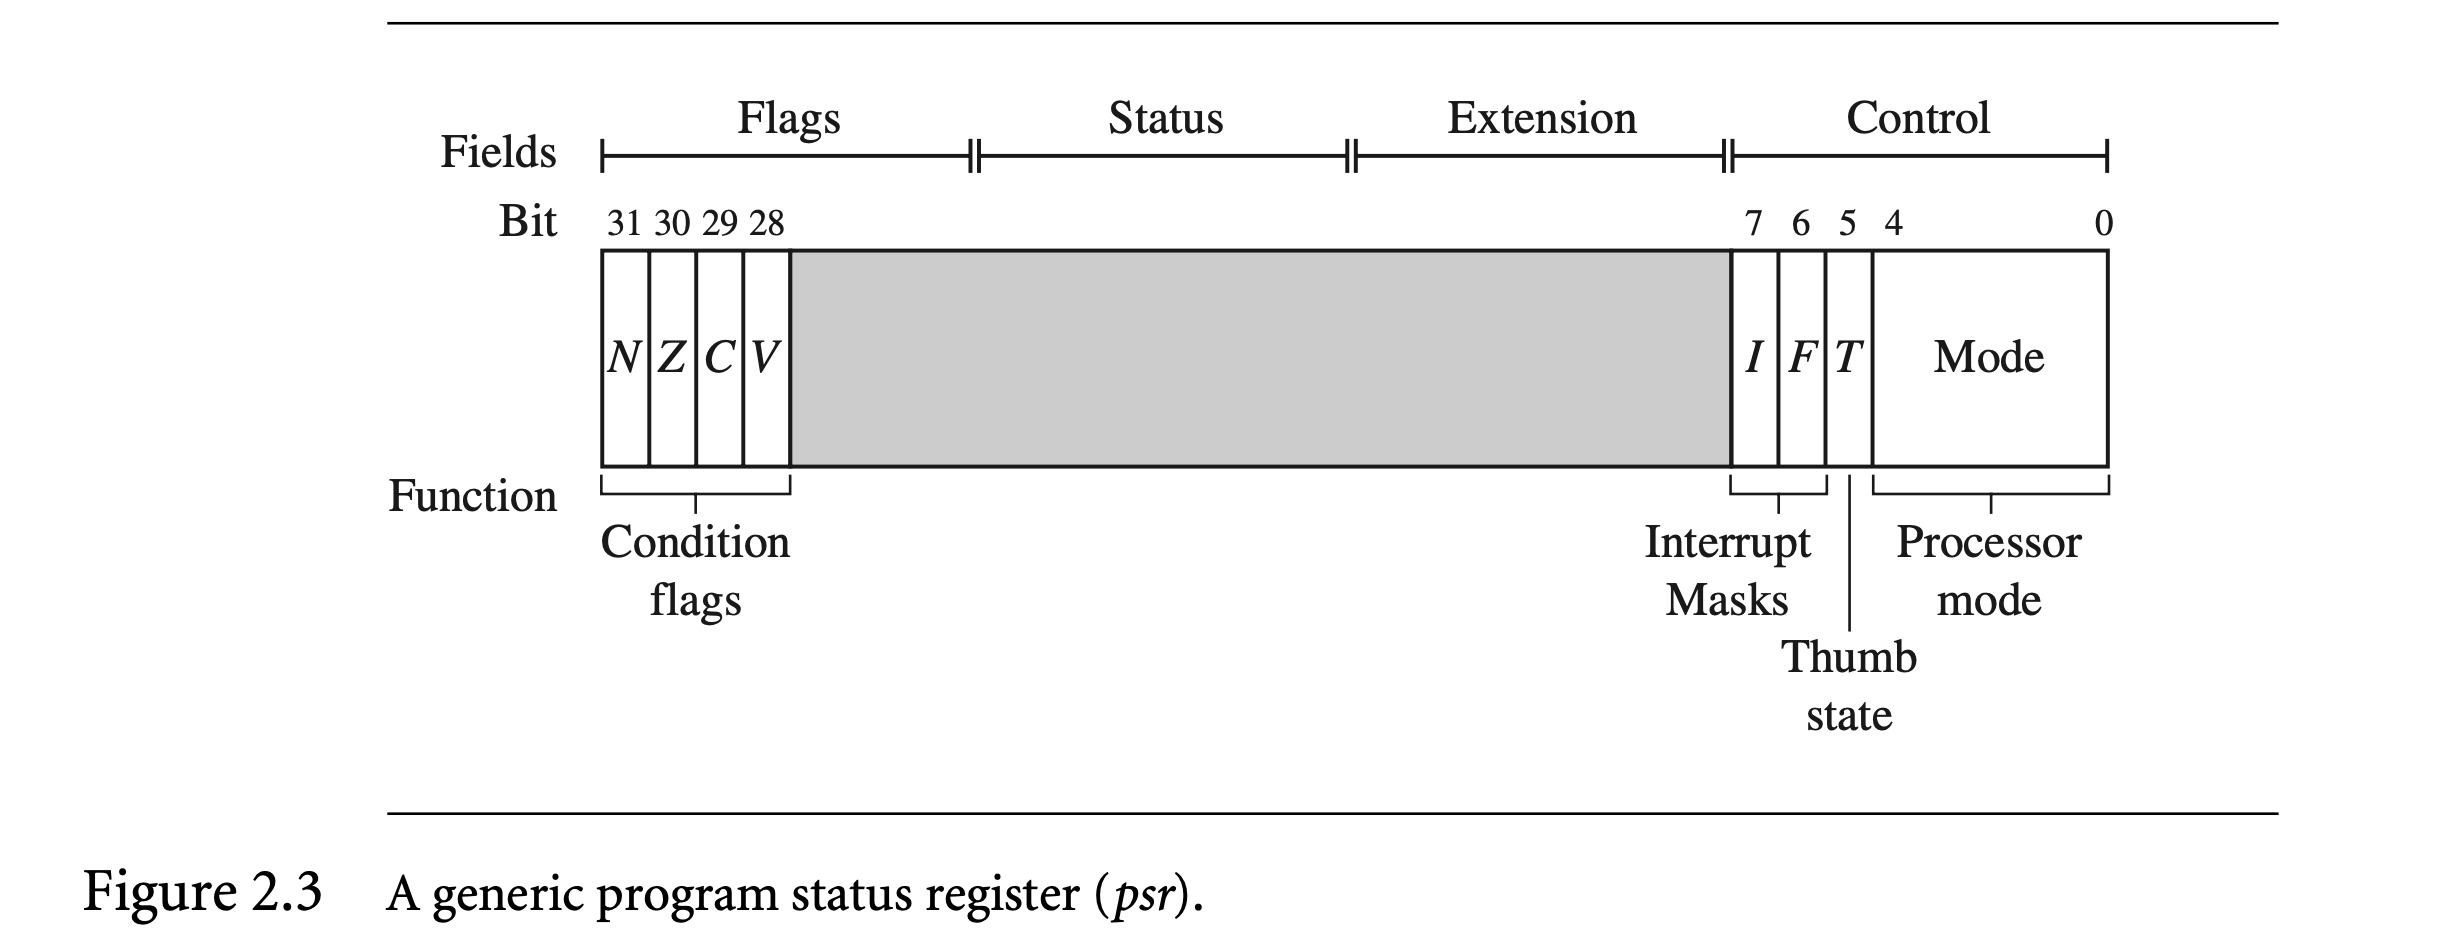 Flags Status Extension Control
Fields
Bit 31 30 29 28 7 6 5 4 0
N Z C V I F T Mode
Function
Condition flags
Interrupt Masks
Processor mode
Thumb state
Figure 2.3 A generic program status register (psr).